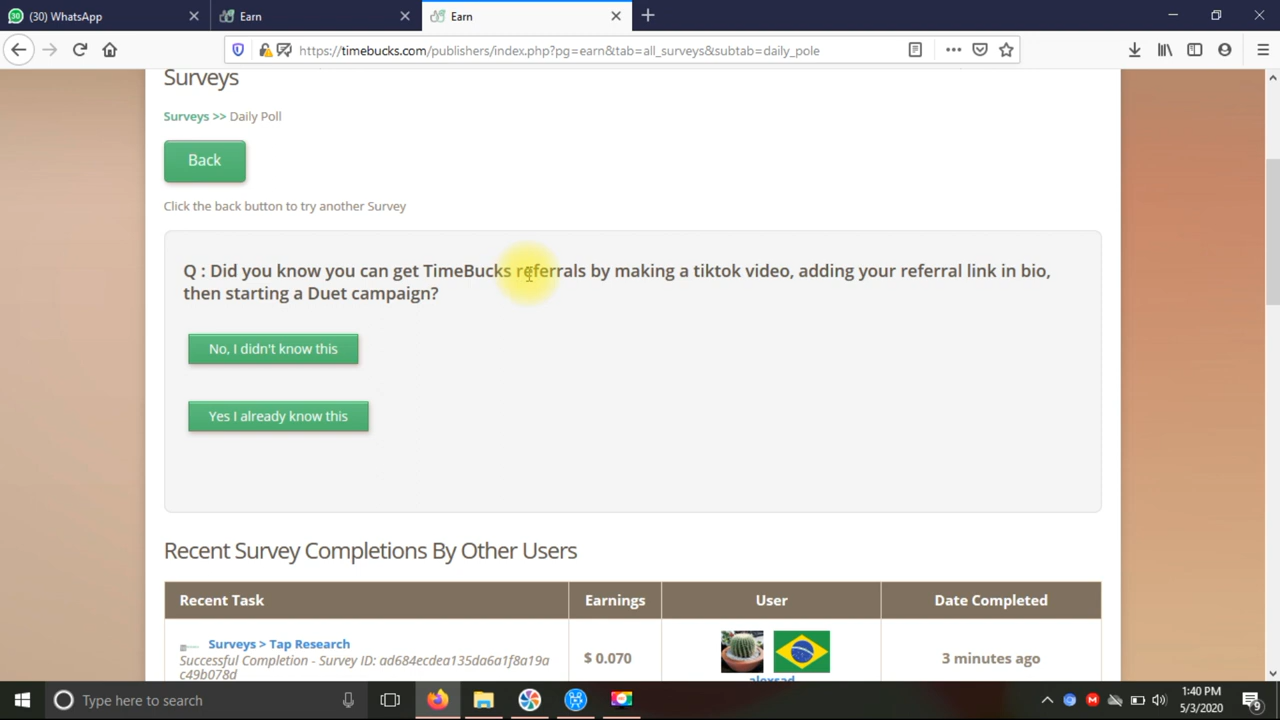 (30) WhatsApp
Earn
Earn
https://timebucks.com/publishers/index.php?pg=earn&tab=all_surveys&subtab=daily_pole
Surveys
Surveys >> Daily Poll
Back
Click the back button to try another Survey
Q : Did you know you can get TimeBucks referrals by making a tiktok video, adding your referral link in bio,
then starting a Duet campaign?
No, I didn't know this
Yes I already know this
Recent Survey Completions By Other Users
Recent Task Earnings User Date Completed
Surveys > Tap Research
Successful Completion - Survey ID: ad684ecdea135da6a1f8a19a
c49b078d
$ 0.070
alexsad
3 minutes ago
Type here to search
1:40 PM
5/3/2020
9